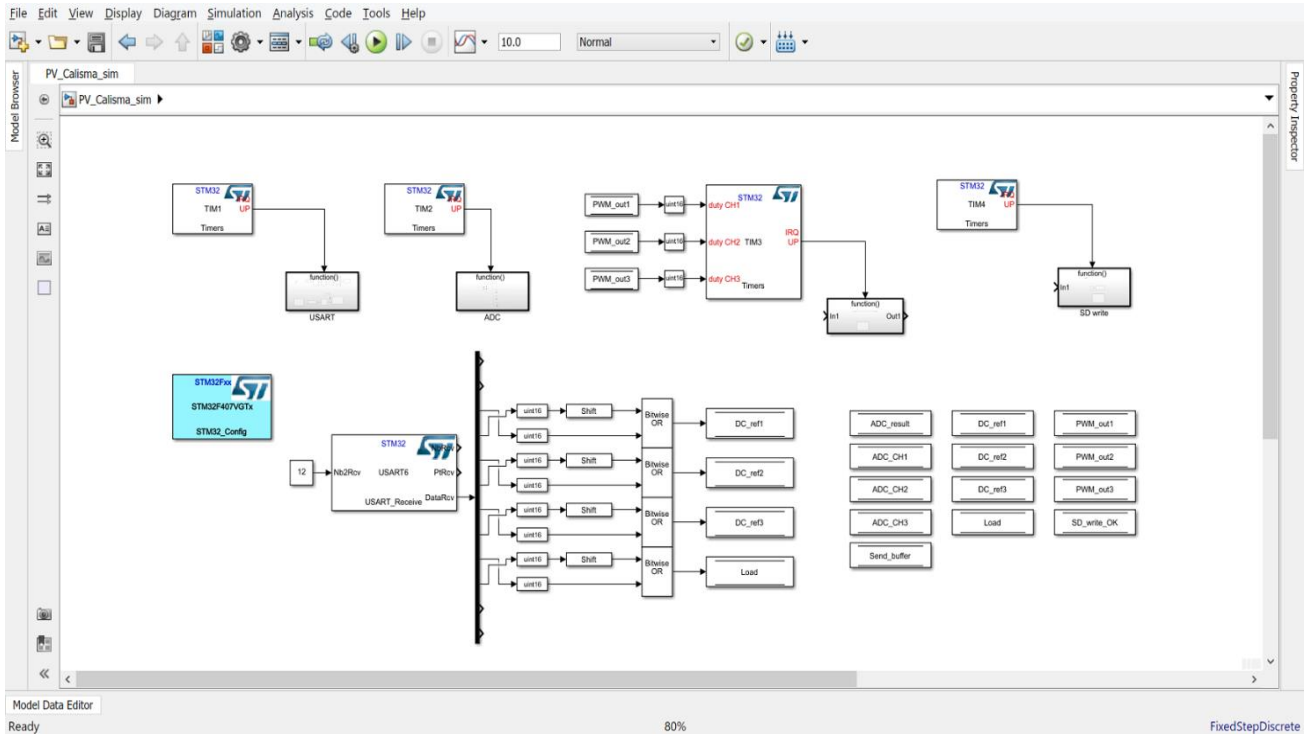 File Edit View Display Diagram Simulation Analysis Code Tools Help
10.0 Normal
PV_Calisma_sim
PV_Calisma_sim
Model Browser
Property Inspector
STM32
TIM1
UP
Timers
function()
USART
STM32
TIM2
UP
Timers
function()
ADC
PWM_out1 uint16 duty CH1
PWM_out2 uint16 duty CH2
PWM_out3 uint16 duty CH3
STM32
TIM3
IRQ
UP
Timers
function()
In1 Out1
STM32
TIM4
UP
Timers
function()
In1
SD write
STM32Fxx
STM32F407VGTx
STM32_Config
12
STM32
Nb2Rcv USART6 PtRcv
USART_Receive DataRcv
uint16 Shift
uint16
Bitwise
OR
DC_ref1
uint16 Shift
uint16
Bitwise
OR
DC_ref2
uint16 Shift
uint16
Bitwise
OR
DC_ref3
uint16 Shift
uint16
Bitwise
OR
Load
ADC_result DC_ref1 PWM_out1
ADC_CH1 DC_ref2 PWM_out2
ADC_CH2 DC_ref3 PWM_out3
ADC_CH3 Load SD_write_OK
Send_buffer
Model Data Editor
Ready 80% FixedStepDiscrete